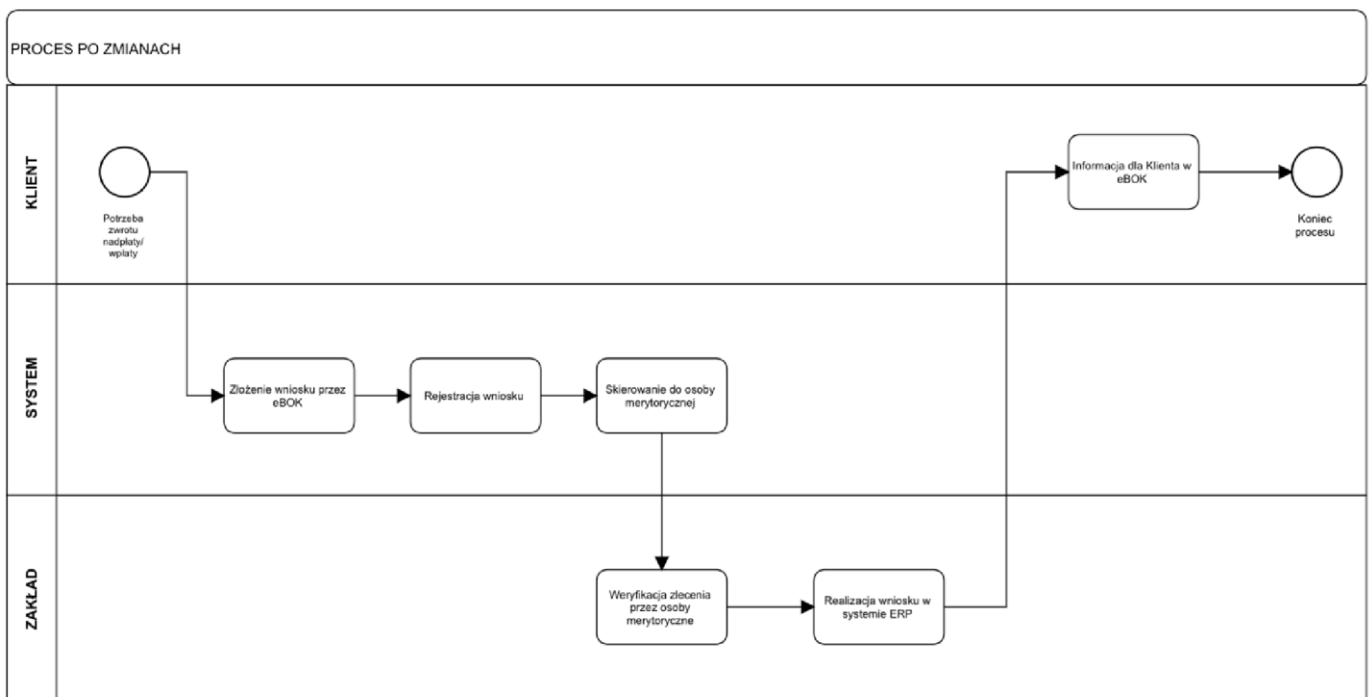 PROCES PO ZMIANACH
KLIENT
Potrzeba
zwrotu
nadpłaty/
wpłaty
Informacja dla Klienta w
eBOK
Koniec
procesu
SYSTEM
Złożenie wniosku przez
eBOK
Rejestracja wniosku
Skierowanie do osoby
merytorycznej
ZAKŁAD
Weryfikacja zlecenia
przez osoby
merytoryczne
Realizacja wniosku w
systemie ERP